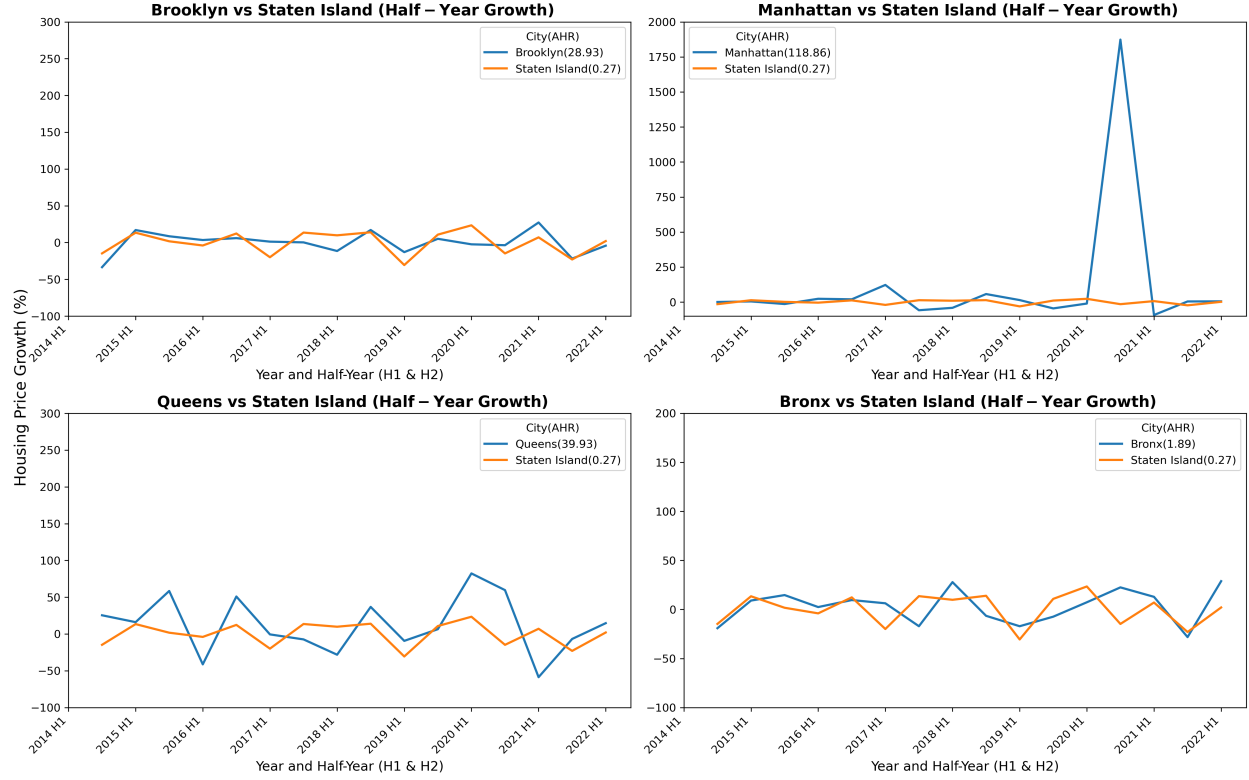 Housing Price Growth (%)
Brooklyn vs Staten Island (Half − Year Growth)
City(AHR)
Brooklyn(28.93)
Staten Island(0.27)
300
250
200
150
100
50
0
−50
−100
2014 H1
2015 H1
2016 H1
2017 H1
2018 H1
2019 H1
2020 H1
2021 H1
2022 H1
Year and Half-Year (H1 & H2)
Manhattan vs Staten Island (Half − Year Growth)
City(AHR)
Manhattan(118.86)
Staten Island(0.27)
2000
1750
1500
1250
1000
750
500
250
0
2014 H1
2015 H1
2016 H1
2017 H1
2018 H1
2019 H1
2020 H1
2021 H1
2022 H1
Year and Half-Year (H1 & H2)
Queens vs Staten Island (Half − Year Growth)
City(AHR)
Queens(39.93)
Staten Island(0.27)
300
250
200
150
100
50
0
−50
−100
2014 H1
2015 H1
2016 H1
2017 H1
2018 H1
2019 H1
2020 H1
2021 H1
2022 H1
Year and Half-Year (H1 & H2)
Bronx vs Staten Island (Half − Year Growth)
City(AHR)
Bronx(1.89)
Staten Island(0.27)
200
150
100
50
0
−50
−100
2014 H1
2015 H1
2016 H1
2017 H1
2018 H1
2019 H1
2020 H1
2021 H1
2022 H1
Year and Half-Year (H1 & H2)